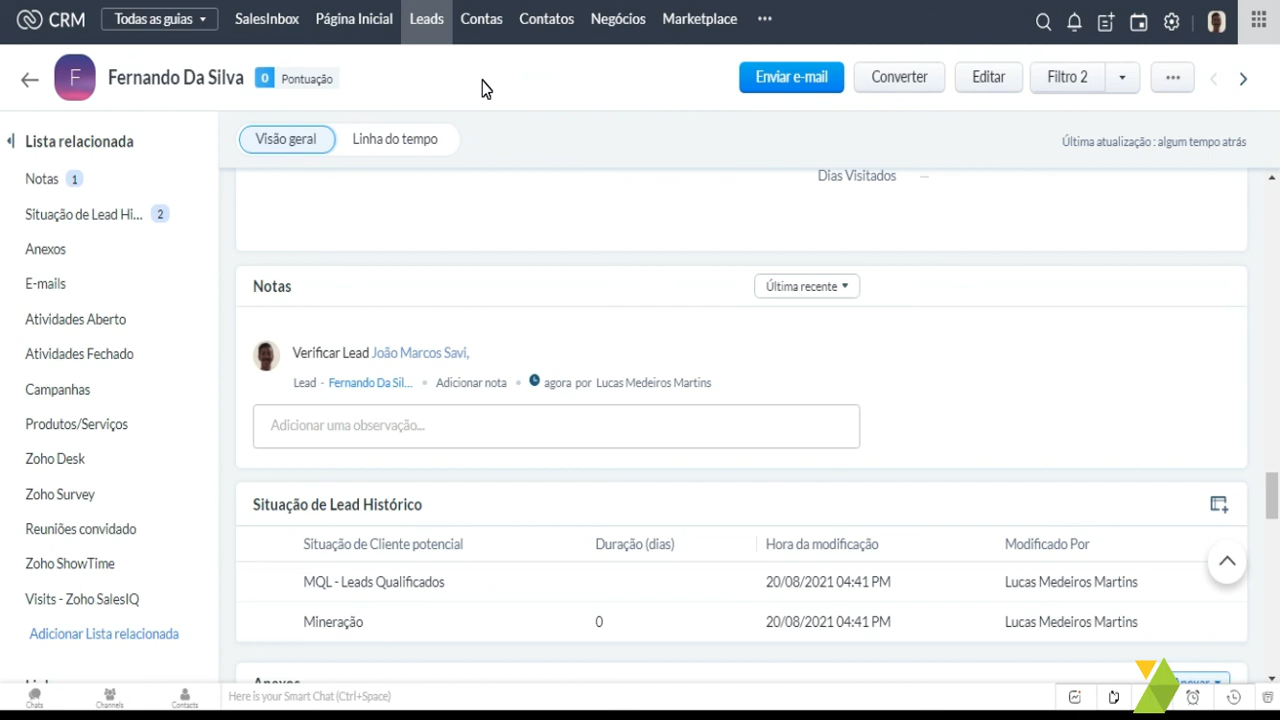 CRM Todas as guias SalesInbox Página Inicial Leads Contas Contatos Negócios Marketplace •••
F Fernando Da Silva 0 Pontuação Enviar e-mail Converter Editar Filtro 2 •••
Lista relacionada Visão geral Linha do tempo Última atualização : algum tempo atrás
Notas 1
Situação de Lead Hi... 2
Anexos
E-mails
Atividades Aberto
Atividades Fechado
Campanhas
Produtos/Serviços
Zoho Desk
Zoho Survey
Reuniões convidado
Zoho ShowTime
Visits - Zoho SalesIQ
Adicionar Lista relacionada
Dias Visitados —
Notas Última recente
Verificar Lead João Marcos Savi,
Lead - Fernando Da Sil... • Adicionar nota • agora por Lucas Medeiros Martins
Adicionar uma observação...
Situação de Lead Histórico
Situação de Cliente potencial Duração (dias) Hora da modificação Modificado Por
MQL - Leads Qualificados 20/08/2021 04:41 PM Lucas Medeiros Martins
Mineração 0 20/08/2021 04:41 PM Lucas Medeiros Martins
Chats Channels Contacts Here is your Smart Chat (Ctrl+Space)